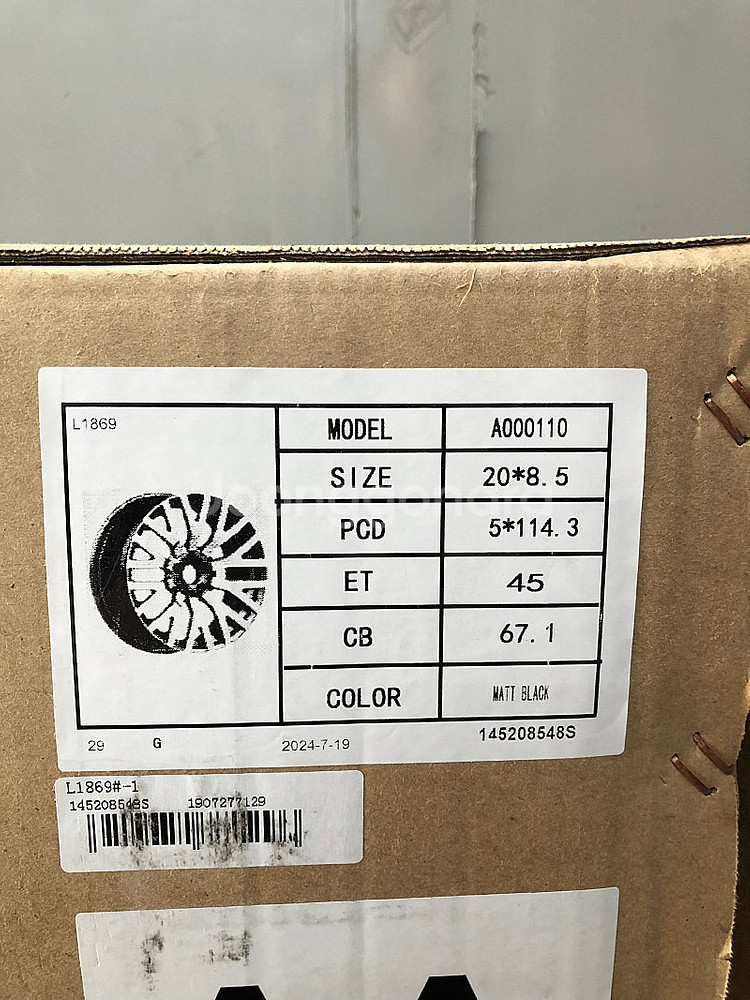 L1869
MODEL A000110
SIZE 20*8.5
PCD 5*114.3
ET 45
CB 67.1
COLOR MATT BLACK
29 G 2024-7-19 145208548S
L1869#-1
145208548S 1907277129